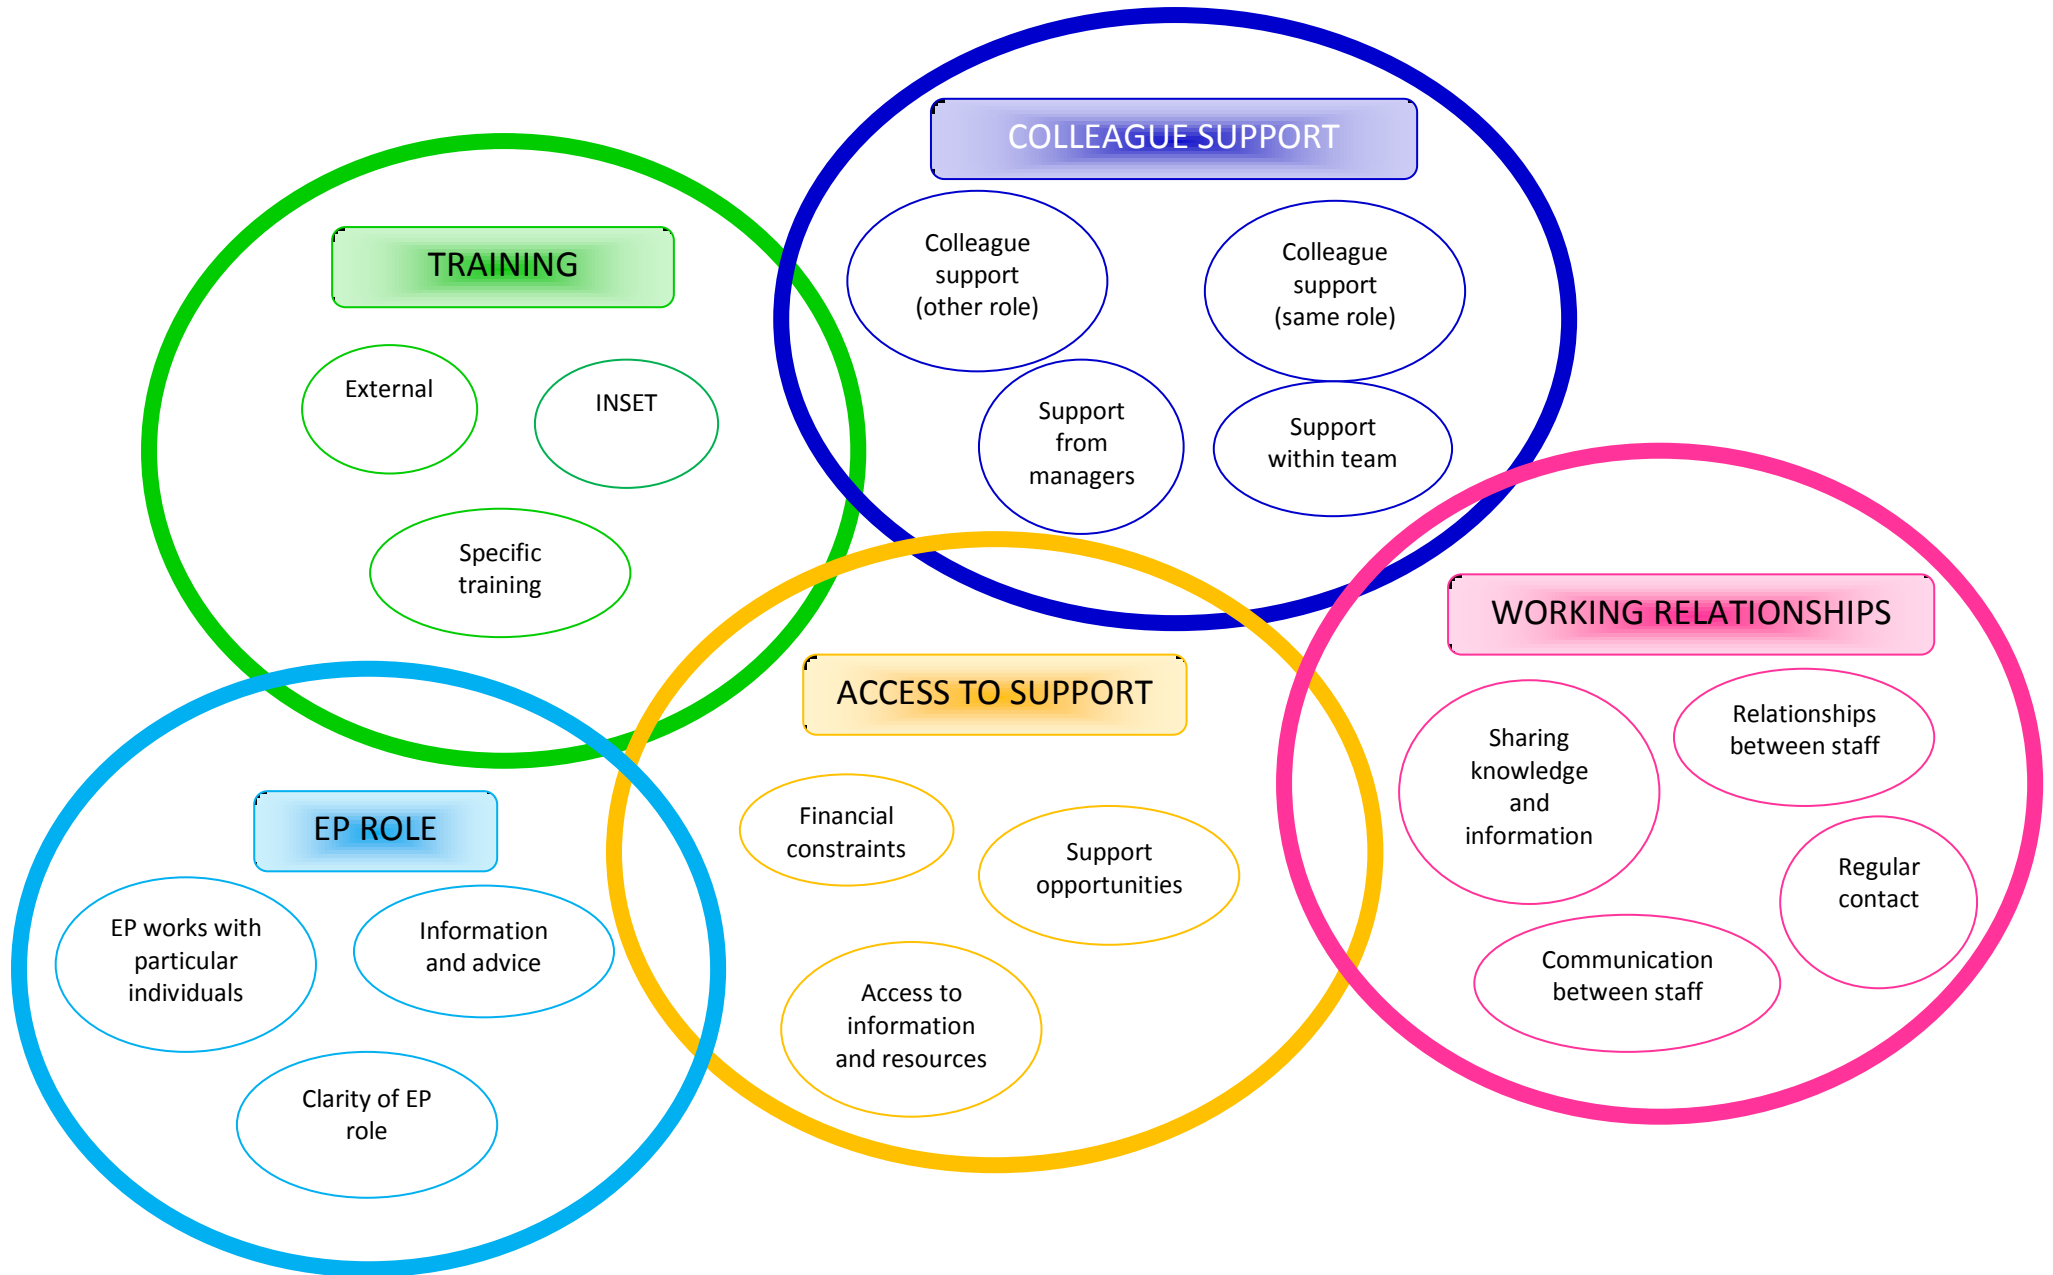 COLLEAGUE SUPPORT
Colleague
support
(other role)
Colleague
support
(same role)
Support
from
managers
Support
within team
TRAINING
External
INSET
Specific
training
WORKING RELATIONSHIPS
Sharing
knowledge
and
information
Relationships
between staff
Regular
contact
Communication
between staff
ACCESS TO SUPPORT
Financial
constraints
Support
opportunities
Access to
information
and resources
EP ROLE
EP works with
particular
individuals
Information
and advice
Clarity of EP
role